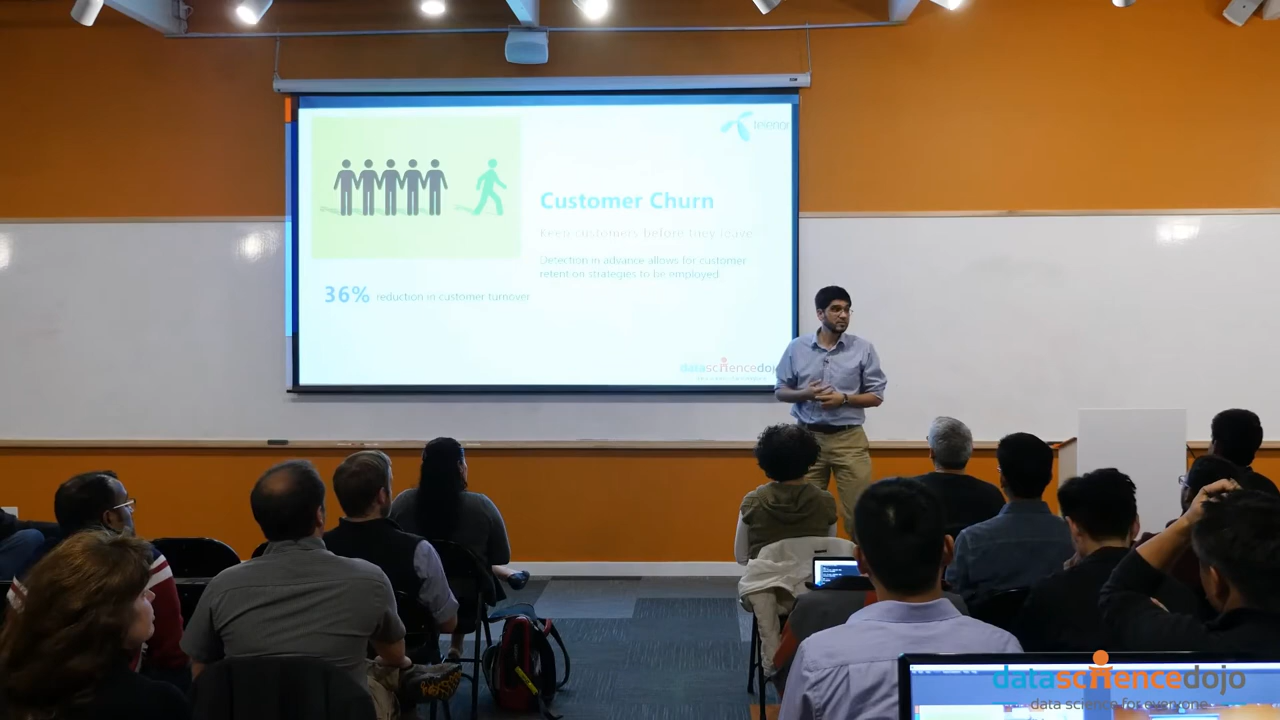 telenor
Customer Churn
Keep customers before they leave
Detection in advance allows for customer
retention strategies to be employed.
36% reduction in customer turnover
datasciencedojo
datasciencedojo
data science for everyone